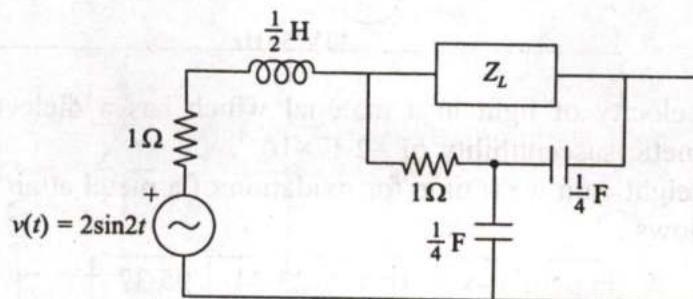 ½ H
Z_L
1Ω
1Ω
¼ F
+
v(t) = 2sin2t
¼ F